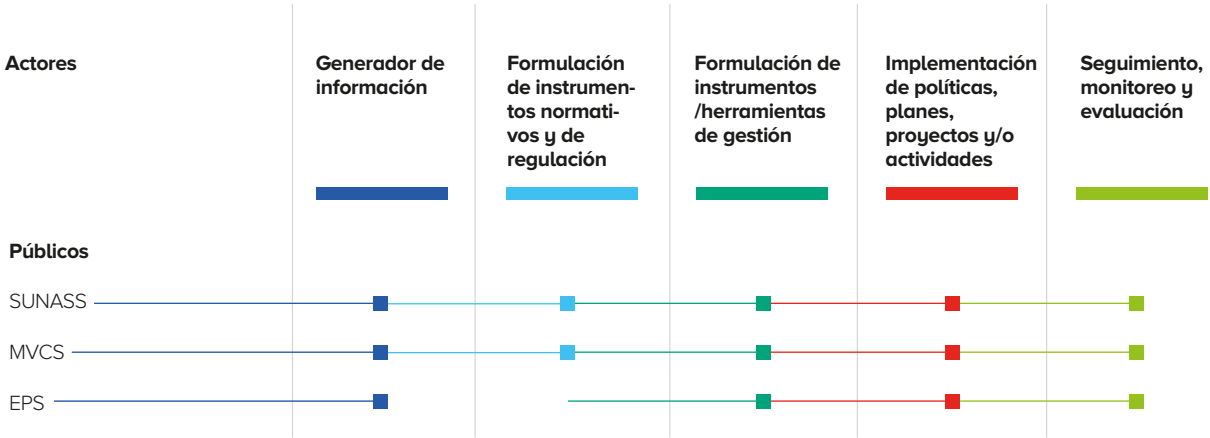 Actores
Generador de
información
Formulación
de instrumen-
tos normati-
vos y de
regulación
Formulación de
instrumentos
/herramientas
de gestión
Implementación
de políticas,
planes,
proyectos y/o
actividades
Seguimiento,
monitoreo y
evaluación
Públicos
SUNASS
MVCS
EPS